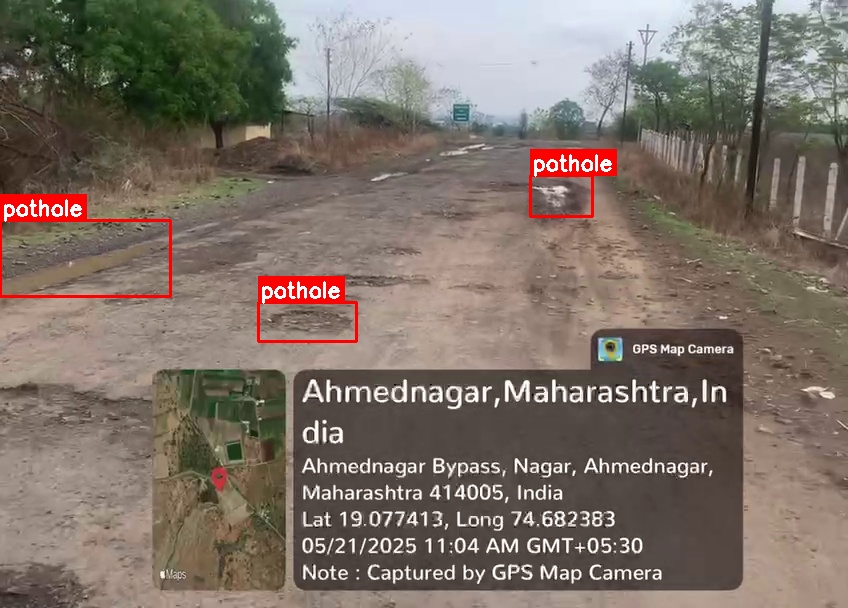 pothole
pothole
pothole
GPS Map Camera
Ahmednagar,Maharashtra,In
dia
Ahmednagar Bypass, Nagar, Ahmednagar,
Maharashtra 414005, India
Lat 19.077413, Long 74.682383
05/21/2025 11:04 AM GMT+05:30
Note : Captured by GPS Map Camera
Maps